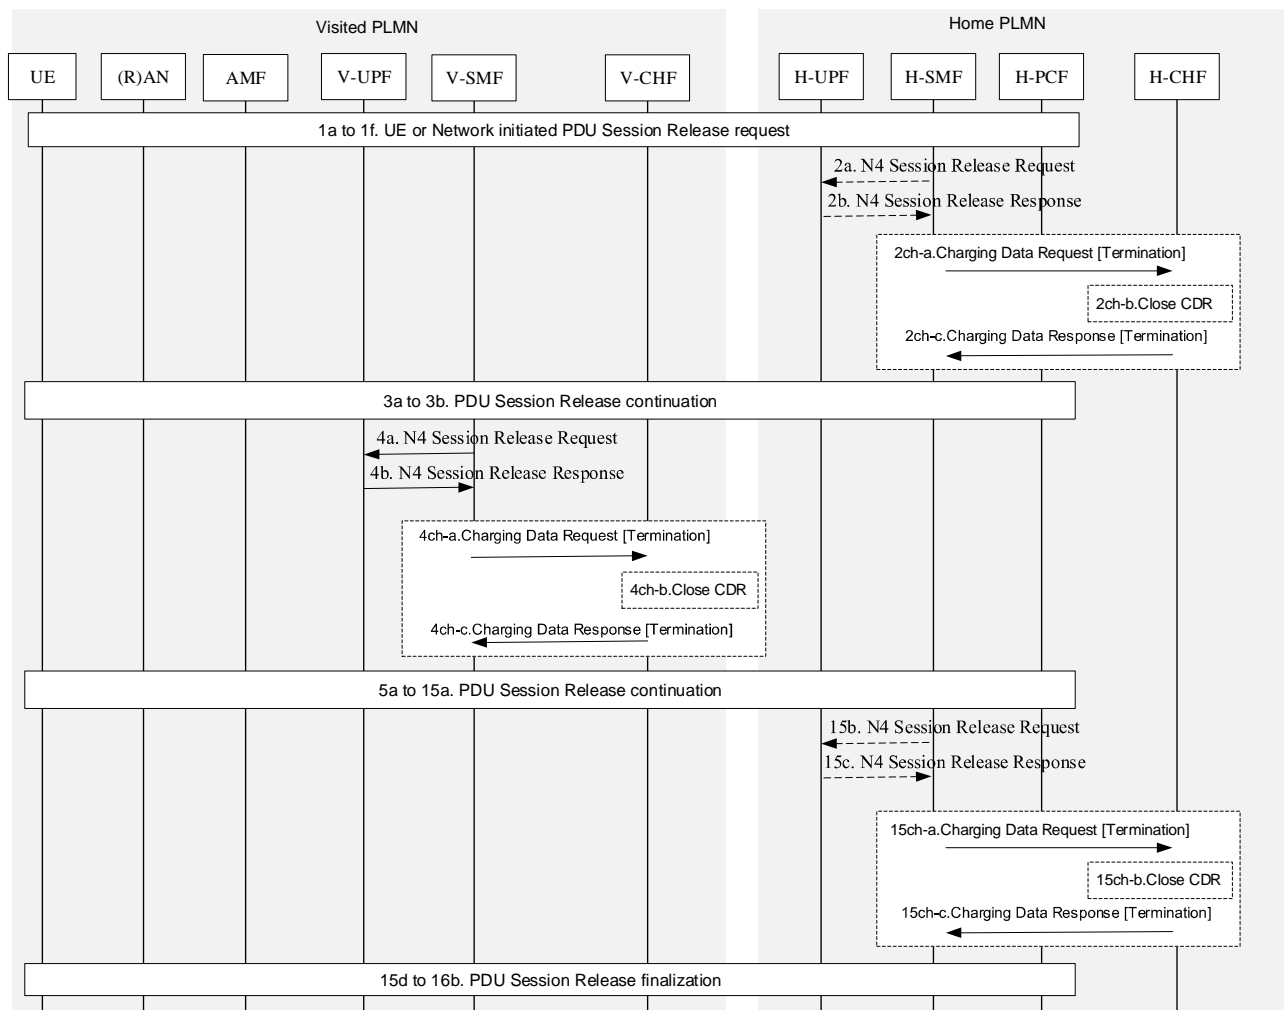 Visited PLMN
Home PLMN
UE
(R)AN
AMF
V-UPF
V-SMF
V-CHF
H-UPF
H-SMF
H-PCF
H-CHF
1a to 1f. UE or Network initiated PDU Session Release request
2a. N4 Session Release Request
2b. N4 Session Release Response
2ch-a.Charging Data Request [Termination]
2ch-b.Close CDR
2ch-c.Charging Data Response [Termination]
3a to 3b. PDU Session Release continuation
4a. N4 Session Release Request
4b. N4 Session Release Response
4ch-a.Charging Data Request [Termination]
4ch-b.Close CDR
4ch-c.Charging Data Response [Termination]
5a to 15a. PDU Session Release continuation
15b. N4 Session Release Request
15c. N4 Session Release Response
15ch-a.Charging Data Request [Termination]
15ch-b.Close CDR
15ch-c.Charging Data Response [Termination]
15d to 16b. PDU Session Release finalization